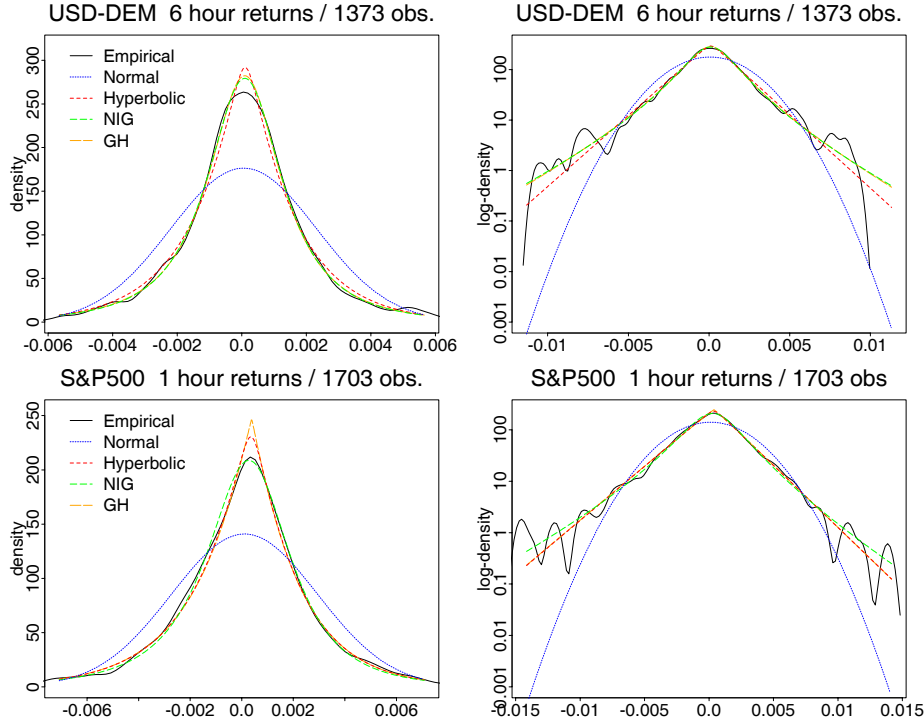 USD-DEM 6 hour returns / 1373 obs.
density
300
250
200
150
100
50
0
Empirical
Normal
Hyperbolic
NIG
GH
-0.006 -0.004 -0.002 0.0 0.002 0.004 0.006
USD-DEM 6 hour returns / 1373 obs.
log-density
100
10
1
0.1
0.01
0.001
-0.01 -0.005 0.0 0.005 0.01
S&P500 1 hour returns / 1703 obs.
density
250
200
150
100
50
0
Empirical
Normal
Hyperbolic
NIG
GH
-0.006 -0.002 0.0 0.002 0.006
S&P500 1 hour returns / 1703 obs
log-density
100
10
1
0.1
0.01
0.001
-0.015 -0.01 -0.005 0.0 0.005 0.01 0.015